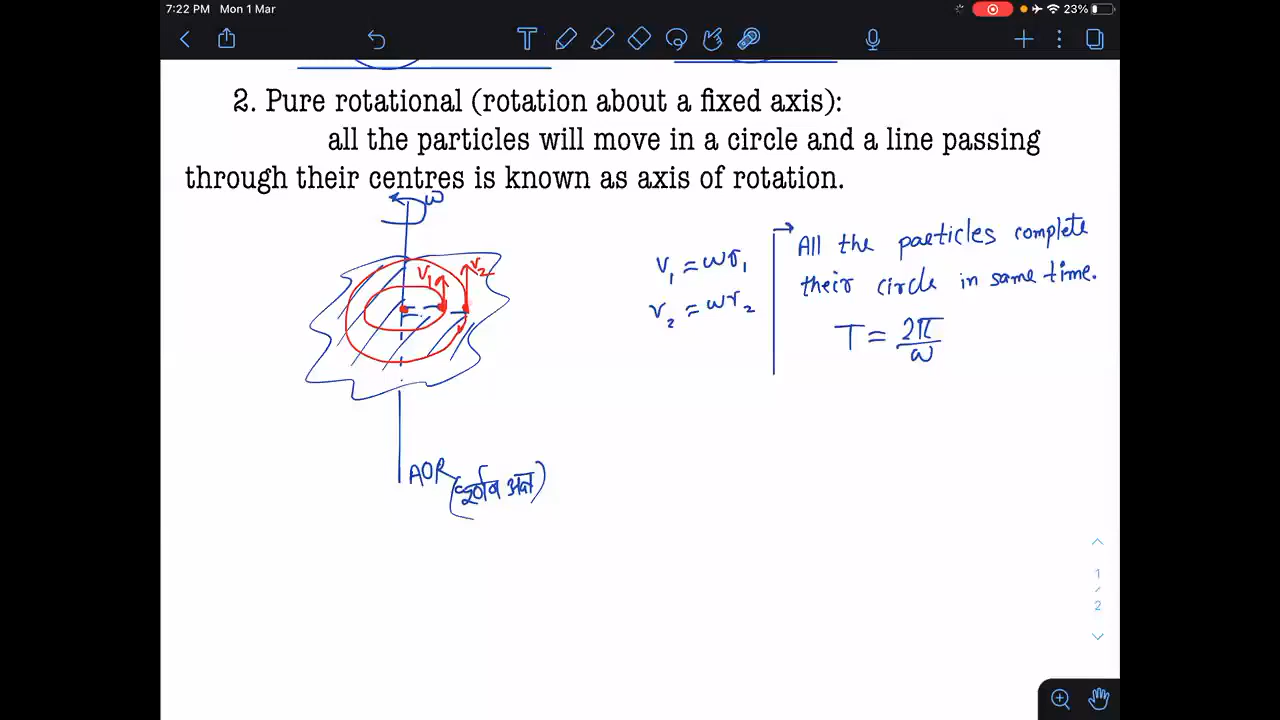 7:22 PM Mon 1 Mar
23%
2. Pure rotational (rotation about a fixed axis):
all the particles will move in a circle and a line passing
through their centres is known as axis of rotation.
ω
v₁
v₂
v₁ = ωr₁
v₂ = ωr₂
All the particles complete
their circle in same time.
T = 2π/ω
AOR
(घूर्णन अक्ष)
1
2